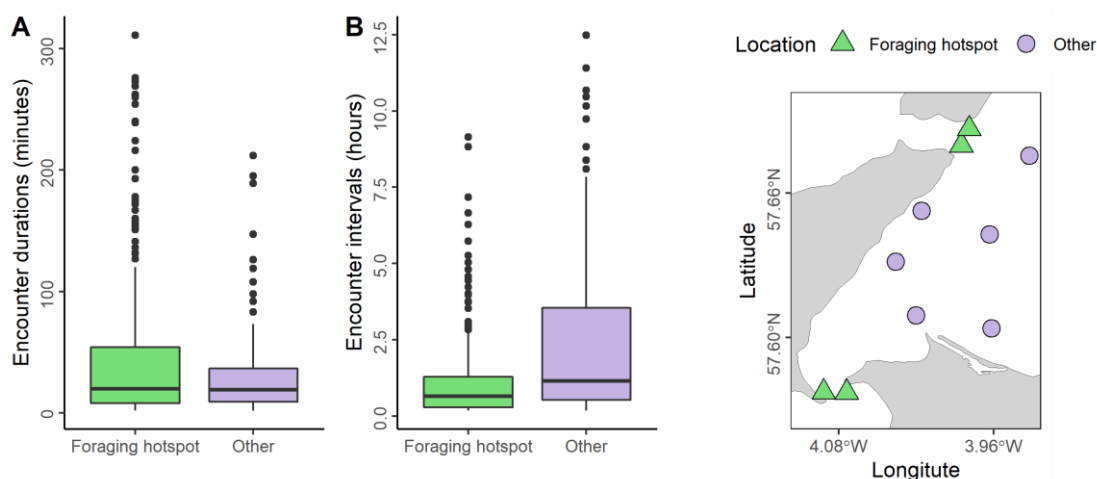 A
Encounter durations (minutes)
300
200
100
0
Foraging hotspot
Other
B
Encounter intervals (hours)
12.5
10.0
7.5
5.0
2.5
0.0
Foraging hotspot
Other
Location
Foraging hotspot
Other
Latitude
57.66°N
57.60°N
4.08°W
3.96°W
Longitute